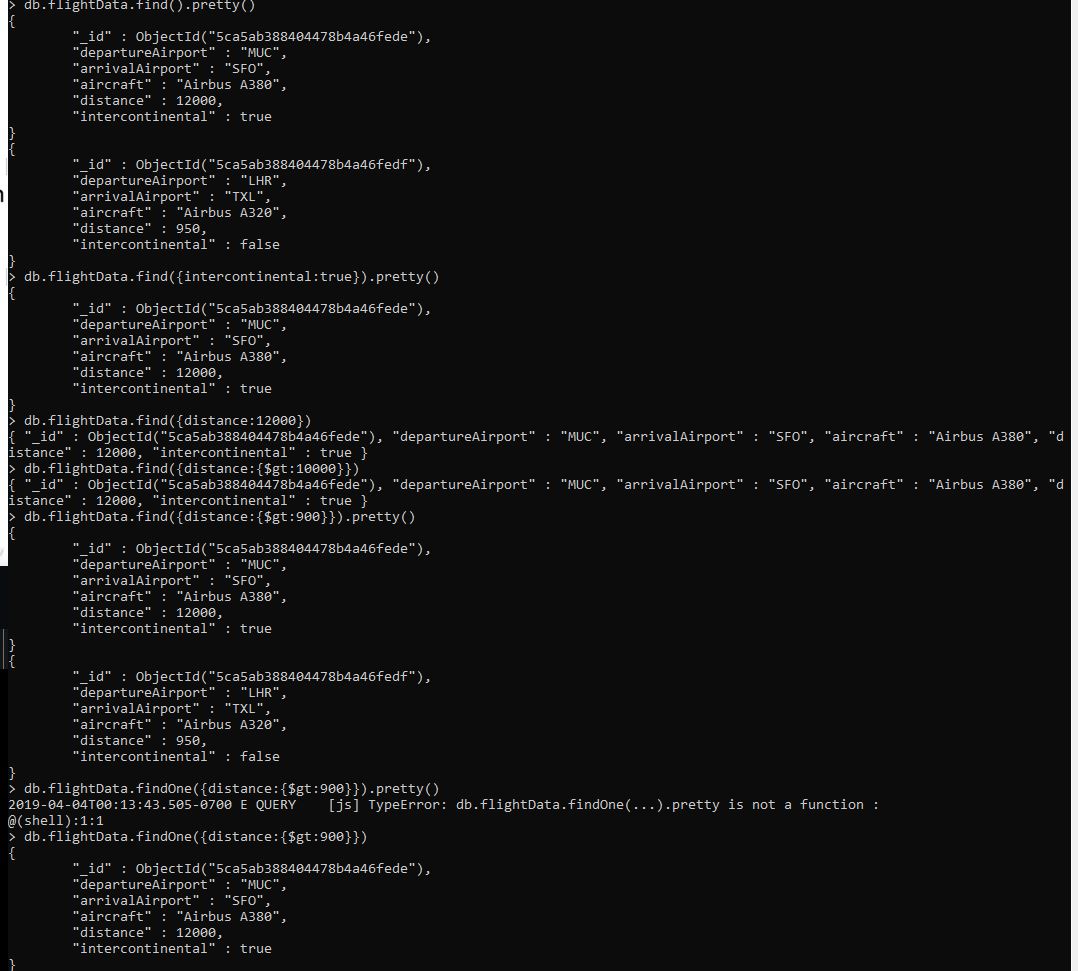 > db.flightData.find().pretty()
{
        "_id" : ObjectId("5ca5ab388404478b4a46fede"),
        "departureAirport" : "MUC",
        "arrivalAirport" : "SFO",
        "aircraft" : "Airbus A380",
        "distance" : 12000,
        "intercontinental" : true
}
{
        "_id" : ObjectId("5ca5ab388404478b4a46fedf"),
        "departureAirport" : "LHR",
        "arrivalAirport" : "TXL",
        "aircraft" : "Airbus A320",
        "distance" : 950,
        "intercontinental" : false
}
> db.flightData.find({intercontinental:true}).pretty()
{
        "_id" : ObjectId("5ca5ab388404478b4a46fede"),
        "departureAirport" : "MUC",
        "arrivalAirport" : "SFO",
        "aircraft" : "Airbus A380",
        "distance" : 12000,
        "intercontinental" : true
}
> db.flightData.find({distance:12000})
{ "_id" : ObjectId("5ca5ab388404478b4a46fede"), "departureAirport" : "MUC", "arrivalAirport" : "SFO", "aircraft" : "Airbus A380", "d
istance" : 12000, "intercontinental" : true }
> db.flightData.find({distance:{$gt:10000}})
{ "_id" : ObjectId("5ca5ab388404478b4a46fede"), "departureAirport" : "MUC", "arrivalAirport" : "SFO", "aircraft" : "Airbus A380", "d
istance" : 12000, "intercontinental" : true }
> db.flightData.find({distance:{$gt:900}}).pretty()
{
        "_id" : ObjectId("5ca5ab388404478b4a46fede"),
        "departureAirport" : "MUC",
        "arrivalAirport" : "SFO",
        "aircraft" : "Airbus A380",
        "distance" : 12000,
        "intercontinental" : true
}
{
        "_id" : ObjectId("5ca5ab388404478b4a46fedf"),
        "departureAirport" : "LHR",
        "arrivalAirport" : "TXL",
        "aircraft" : "Airbus A320",
        "distance" : 950,
        "intercontinental" : false
}
> db.flightData.findOne({distance:{$gt:900}}).pretty()
2019-04-04T00:13:43.505-0700 E QUERY    [js] TypeError: db.flightData.findOne(...).pretty is not a function :
@(shell):1:1
> db.flightData.findOne({distance:{$gt:900}})
{
        "_id" : ObjectId("5ca5ab388404478b4a46fede"),
        "departureAirport" : "MUC",
        "arrivalAirport" : "SFO",
        "aircraft" : "Airbus A380",
        "distance" : 12000,
        "intercontinental" : true
}